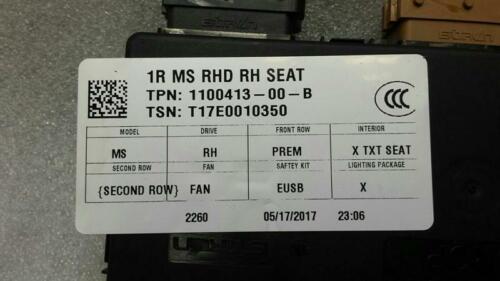 1R MS RHD RH SEAT
TPN: 1100413-00-B
TSN: T17E0010350
CCC
MODEL DRIVE FRONT ROW INTERIOR
MS RH PREM X TXT SEAT
SECOND ROW FAN SAFTEY KIT LIGHTING PACKAGE
{SECOND ROW} FAN EUSB X
2260 05/17/2017 23:06